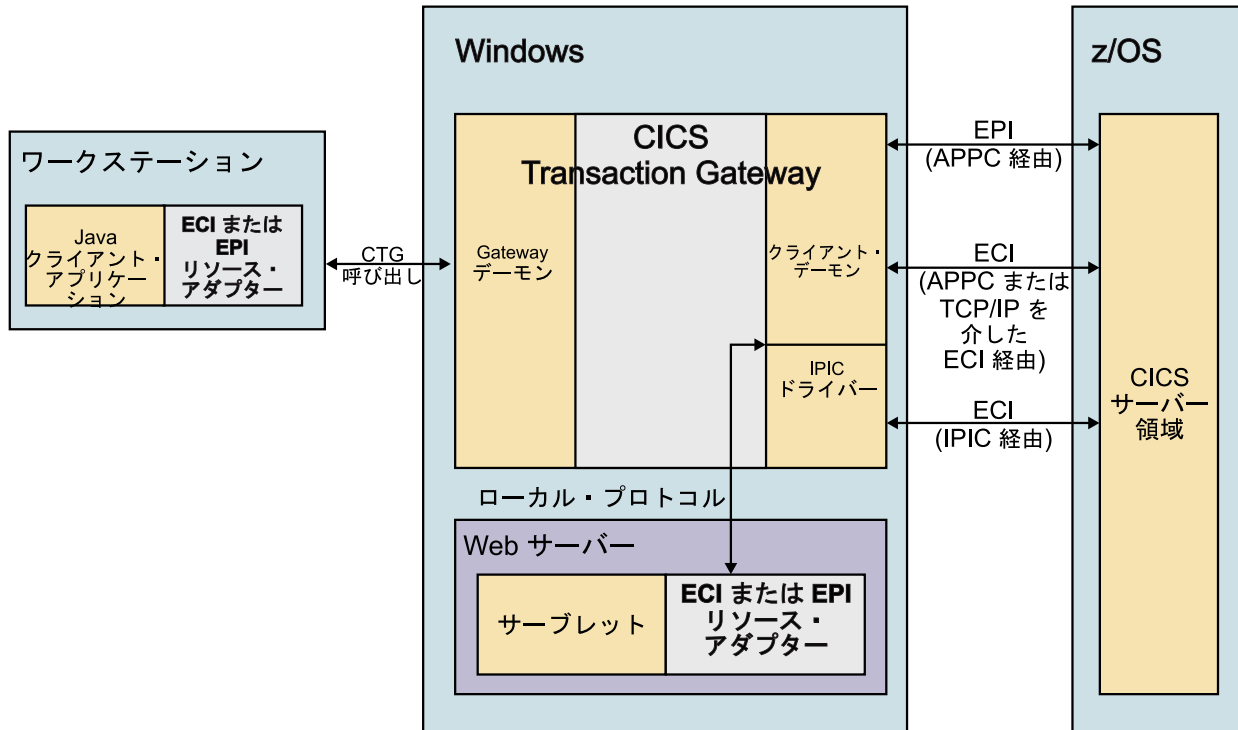 ワークステーション
Java
クライアント・
アプリケー
ション
ECI または
EPI
リソース・
アダプター
CTG
呼び出し
Windows
CICS
Transaction Gateway
Gateway
デーモン
クライアント・
デーモン
IPIC
ドライバー
ローカル・プロトコル
Web サーバー
サーブレット
ECI または EPI
リソース・
アダプター
EPI
(APPC 経由)
ECI
(APPC または
TCP/IP を
介した
ECI 経由)
ECI
(IPIC 経由)
z/OS
CICS
サーバー
領域